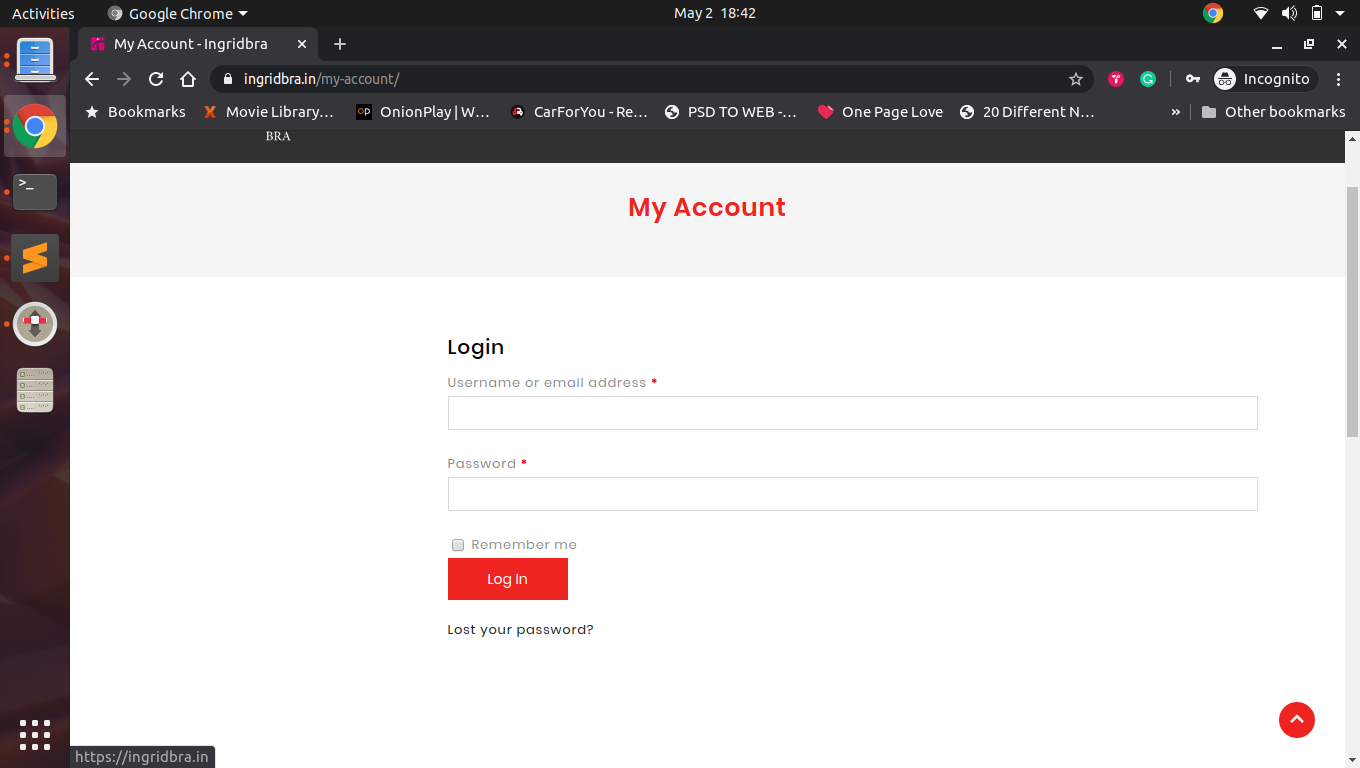 Activities Google Chrome May 2 18:42
My Account - Ingridbra
ingridbra.in/my-account/ Incognito
Bookmarks Movie Library... OnionPlay | W... CarForYou - Re... PSD TO WEB -... One Page Love 20 Different N... » Other bookmarks
BRA
My Account
Login
Username or email address *
Password *
Remember me
Log In
Lost your password?
https://ingridbra.in